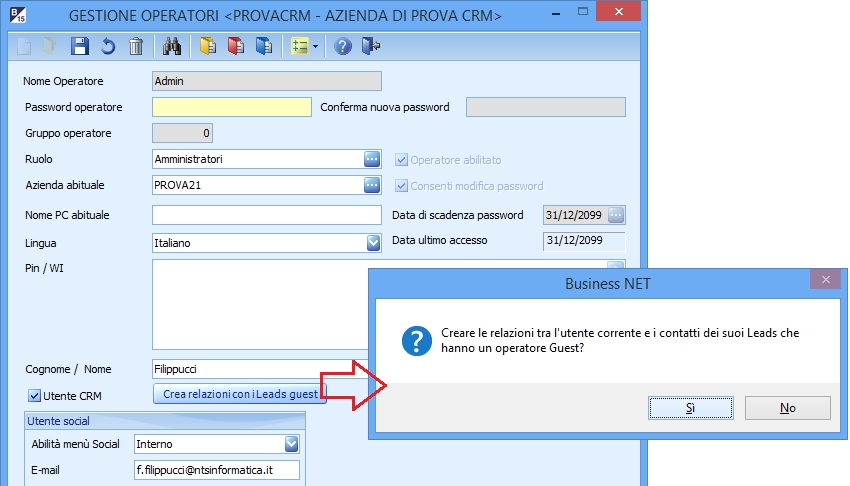 B
15
GESTIONE OPERATORI <PROVACRM - AZIENDA DI PROVA CRM>
Nome Operatore Admin
Password operatore Conferma nuova password
Gruppo operatore 0
Ruolo Amministratori Operatore abilitato
Azienda abituale PROVA21 Consenti modifica password
Nome PC abituale Data di scadenza password 31/12/2099
Lingua Italiano Data ultimo accesso 31/12/2099
Pin / WI
Business NET
Creare le relazioni tra l'utente corrente e i contatti dei suoi Leads che
hanno un operatore Guest?
Sì No
Cognome / Nome Filippucci
Utente CRM Crea relazioni con i Leads guest
Utente social
Abilità menù Social Interno
E-mail f.filippucci@ntsinformatica.it